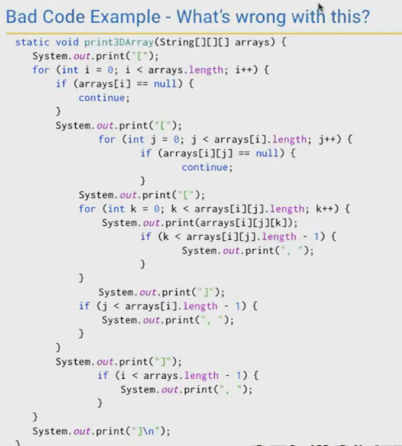 Bad Code Example - What's wrong with this?
static void print3DArray(String[][][] arrays) {
System.out.print("[");
for (int i = 0; i < arrays.length; i++) {
if (arrays[i] == null) {
continue;
}
System.out.print("[");
for (int j = 0; j < arrays[i].length; j++) {
if (arrays[i][j] == null) {
continue;
}
System.out.print("[");
for (int k = 0; k < arrays[i][j].length; k++) {
System.out.print(arrays[i][j][k]);
if (k < arrays[i][j].length - 1) {
System.out.print(", ");
}
}
System.out.print("]");
if (j < arrays[i].length - 1) {
System.out.print(", ");
}
}
System.out.print("]");
if (i < arrays.length - 1) {
System.out.print(", ");
}
}
System.out.print("]\n");
}